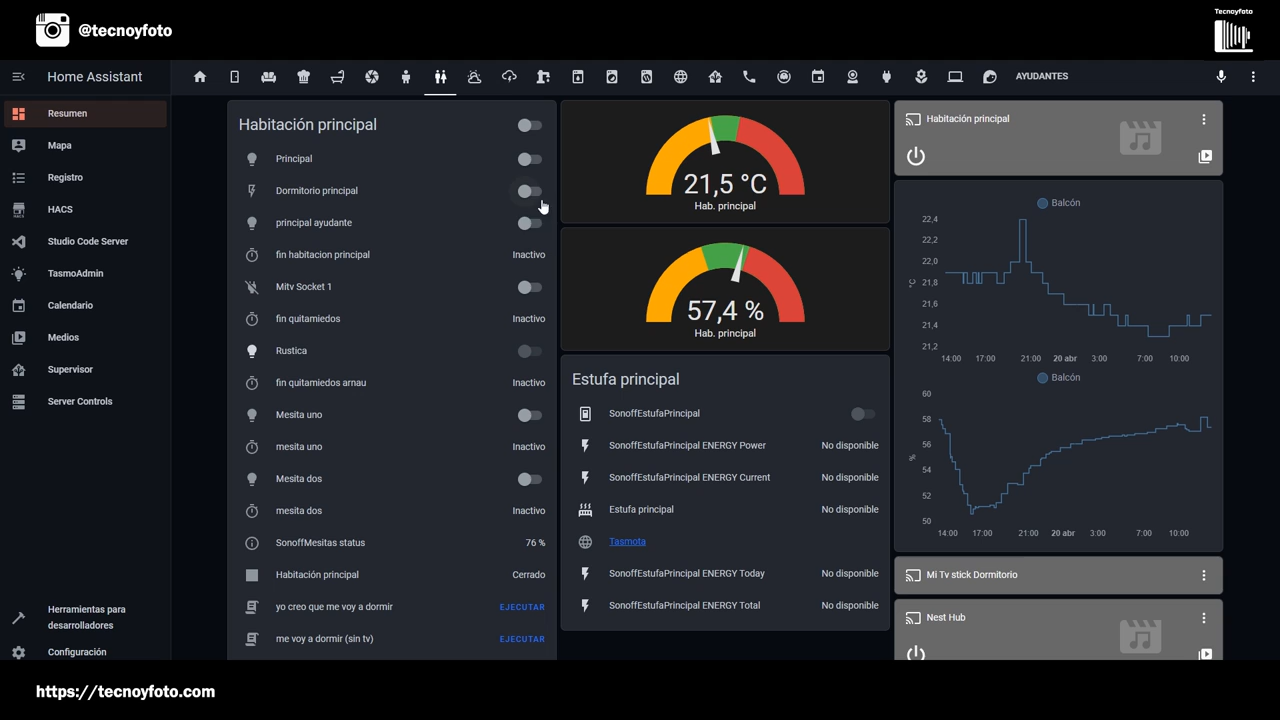 @tecnoyfoto
Tecnoyfoto
Home Assistant
AYUDANTES
Resumen
Mapa
Registro
HACS
Studio Code Server
TasmoAdmin
Calendario
Medios
Supervisor
Server Controls
Herramientas para
desarrolladores
Configuración
Habitación principal
Principal
Dormitorio principal
principal ayudante
fin habitacion principal Inactivo
Mitv Socket 1
fin quitamiedos Inactivo
Rustica
fin quitamiedos arnau Inactivo
Mesita uno
mesita uno Inactivo
Mesita dos
mesita dos Inactivo
SonoffMesitas status 76 %
Habitación principal Cerrado
yo creo que me voy a dormir EJECUTAR
me voy a dormir (sin tv) EJECUTAR
21,5 °C
Hab. principal
57,4 %
Hab. principal
Estufa principal
SonoffEstufaPrincipal
SonoffEstufaPrincipal ENERGY Power No disponible
SonoffEstufaPrincipal ENERGY Current No disponible
Estufa principal No disponible
Tasmota
SonoffEstufaPrincipal ENERGY Today No disponible
SonoffEstufaPrincipal ENERGY Total No disponible
Habitación principal
Balcón
22,4
22,2
22,0
°C
21,8
21,6
21,4
21,2
14:00 17:00 21:00 20 abr 3:00 7:00 10:00
Balcón
60
58
56
%
54
52
50
14:00 17:00 21:00 20 abr 3:00 7:00 10:00
Mi Tv stick Dormitorio
Nest Hub
https://tecnoyfoto.com